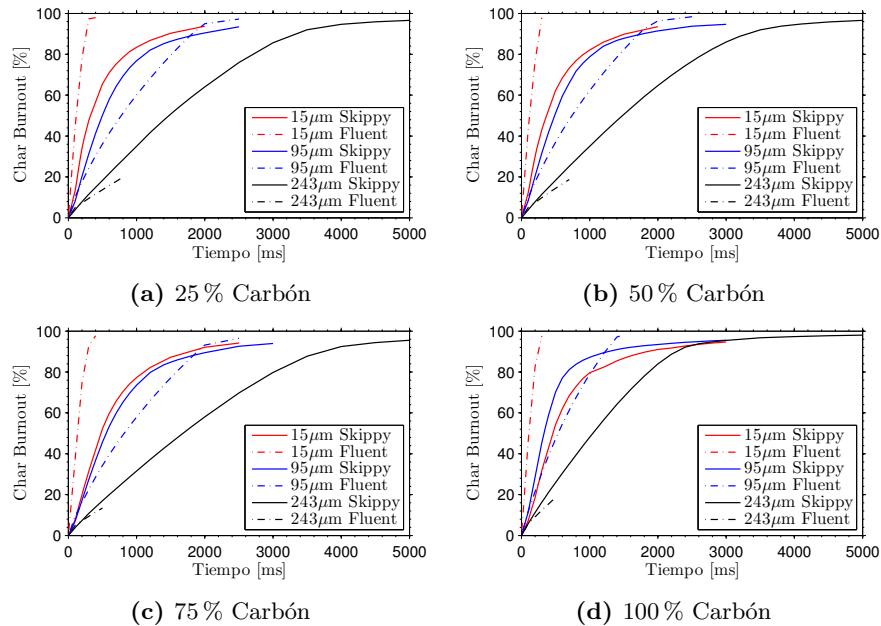 Char Burnout [%]
100
80
60
40
20
0
15μm Skippy
15μm Fluent
95μm Skippy
95μm Fluent
243μm Skippy
243μm Fluent
0 1000 2000 3000 4000 5000
Tiempo [ms]
(a) 25 % Carbón
Char Burnout [%]
100
80
60
40
20
0
15μm Skippy
15μm Fluent
95μm Skippy
95μm Fluent
243μm Skippy
243μm Fluent
0 1000 2000 3000 4000 5000
Tiempo [ms]
(b) 50 % Carbón
Char Burnout [%]
100
80
60
40
20
0
15μm Skippy
15μm Fluent
95μm Skippy
95μm Fluent
243μm Skippy
243μm Fluent
0 1000 2000 3000 4000 5000
Tiempo [ms]
(c) 75 % Carbón
Char Burnout [%]
100
80
60
40
20
0
15μm Skippy
15μm Fluent
95μm Skippy
95μm Fluent
243μm Skippy
243μm Fluent
0 1000 2000 3000 4000 5000
Tiempo [ms]
(d) 100 % Carbón